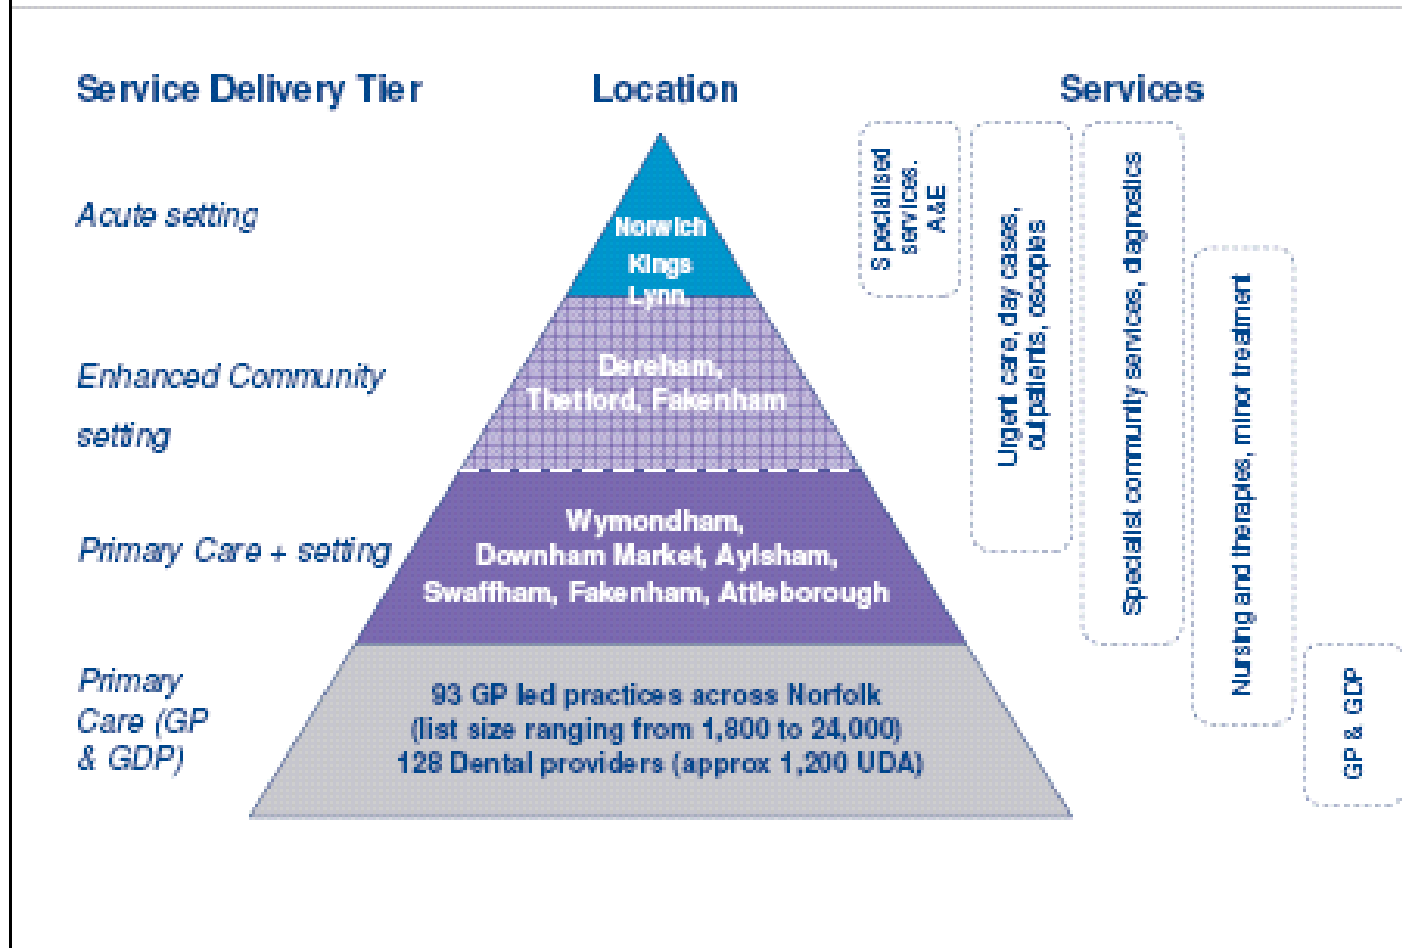 Service Delivery Tier
Location
Services
Acute setting
Norwich
Kings
Lynn,
Enhanced Community
setting
Dereham,
Thetford, Fakenham
Primary Care + setting
Wymondham,
Downham Market, Aylsham,
Swaffham, Fakenham, Attleborough
Primary
Care (GP
& GDP)
93 GP led practices across Norfolk
(list size ranging from 1,800 to 24,000)
128 Dental providers (approx 1,200 UDA)
Specialised
services.
A&E
Urgent care, day cases,
outpatients, oscopies
Specialist community services, diagnostics
Nursing and therapies, minor treatment
GP & GDP